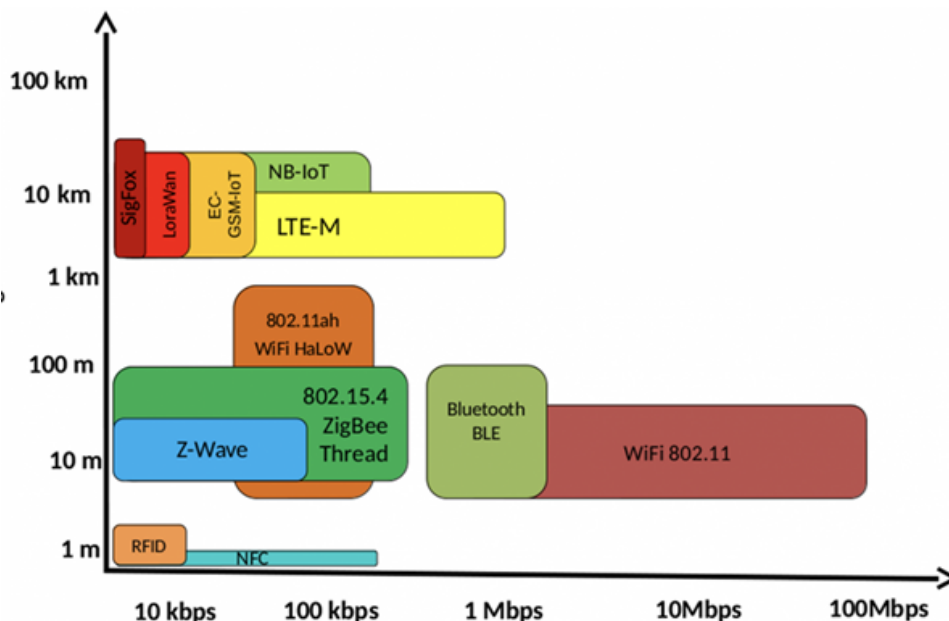 100 km
SigFox
LoraWan
EC-
GSM-IoT
NB-IoT
10 km
LTE-M
1 km
802.11ah
WiFi HaLoW
100 m
802.15.4
ZigBee
Thread
Bluetooth
BLE
Z-Wave
WiFi 802.11
10 m
RFID
1 m
NFC
10 kbps
100 kbps
1 Mbps
10Mbps
100Mbps